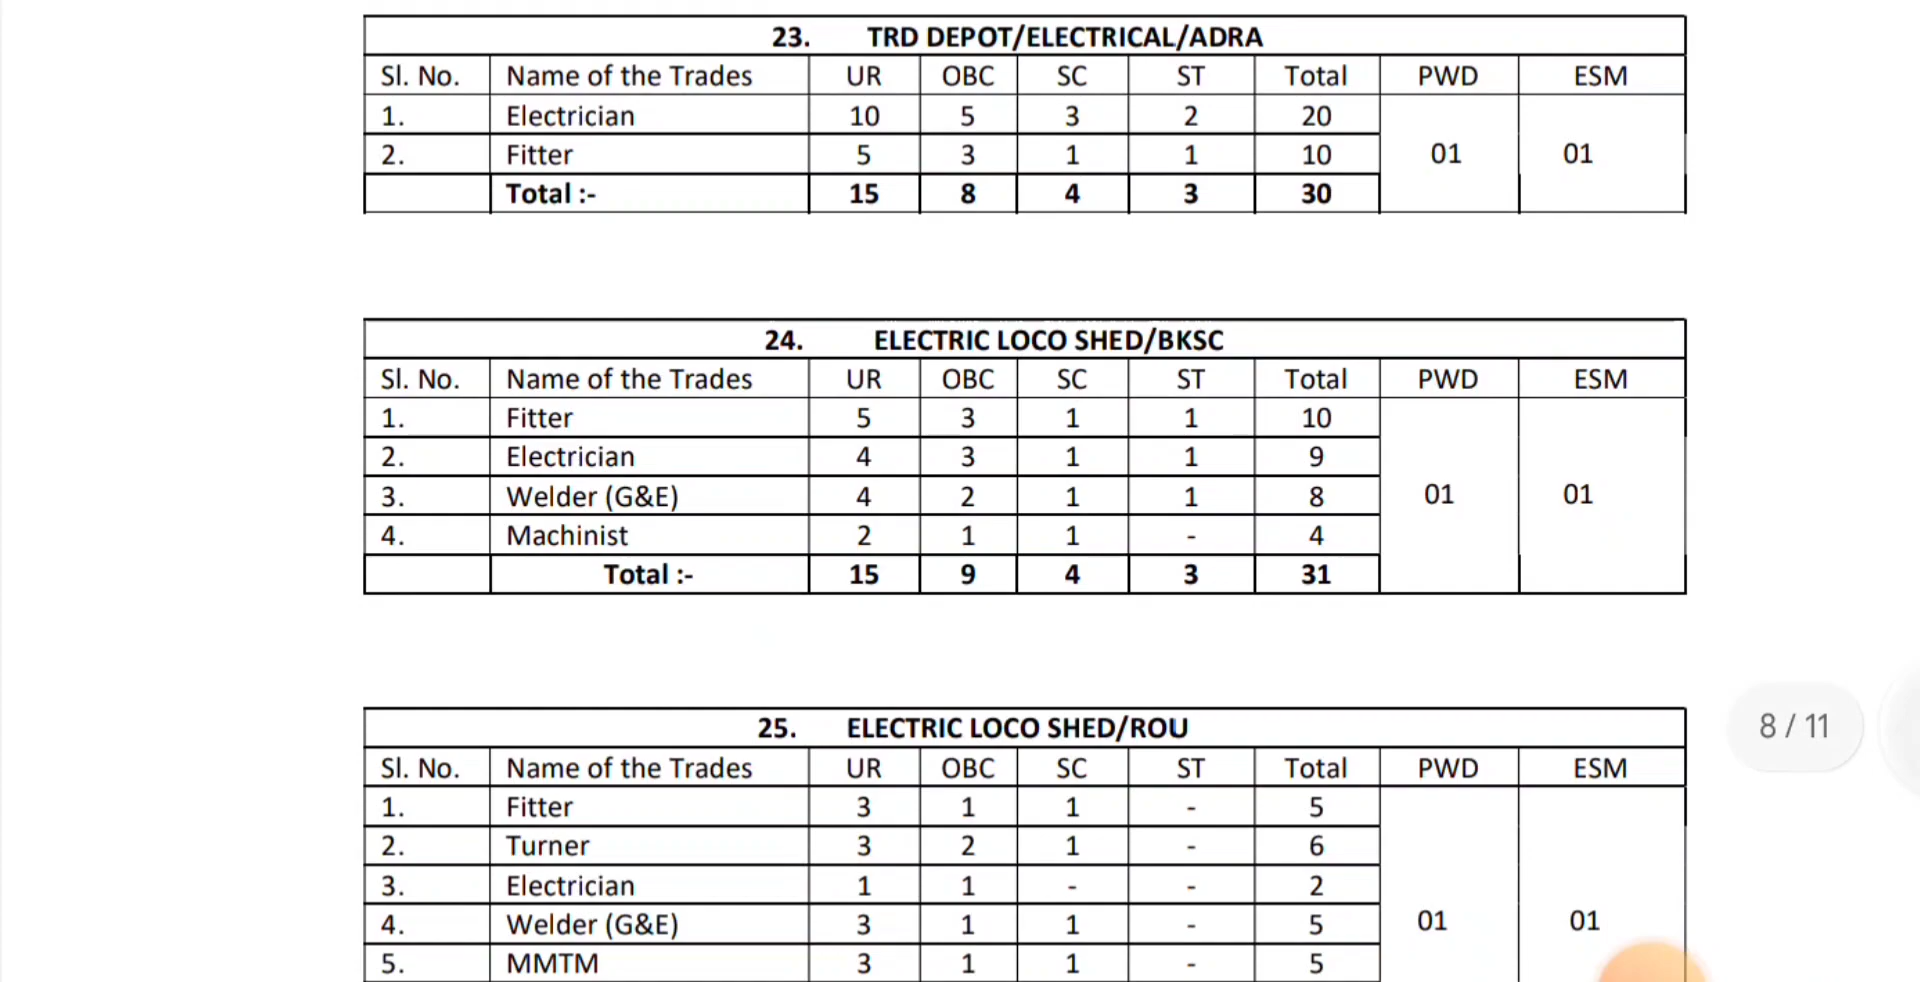 23. TRD DEPOT/ELECTRICAL/ADRA
Sl. No. Name of the Trades UR OBC SC ST Total PWD ESM
1. Electrician 10 5 3 2 20
2. Fitter 5 3 1 1 10 01 01
Total :- 15 8 4 3 30
24. ELECTRIC LOCO SHED/BKSC
Sl. No. Name of the Trades UR OBC SC ST Total PWD ESM
1. Fitter 5 3 1 1 10
2. Electrician 4 3 1 1 9
3. Welder (G&E) 4 2 1 1 8 01 01
4. Machinist 2 1 1 - 4
Total :- 15 9 4 3 31
25. ELECTRIC LOCO SHED/ROU
8 / 11
Sl. No. Name of the Trades UR OBC SC ST Total PWD ESM
1. Fitter 3 1 1 - 5
2. Turner 3 2 1 - 6
3. Electrician 1 1 - - 2
4. Welder (G&E) 3 1 1 - 5 01 01
5. MMTM 3 1 1 - 5